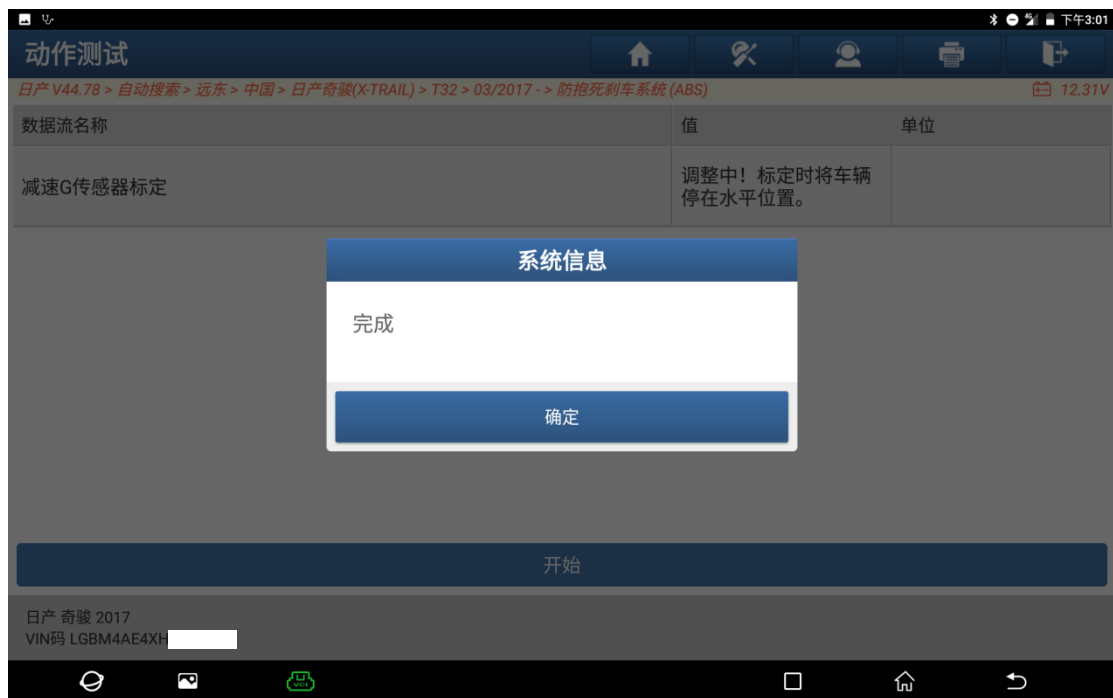 下午3:01
动作测试
日产 V44.78 > 自动搜索 > 远东 > 中国 > 日产奇骏(X-TRAIL) > T32 > 03/2017 - > 防抱死刹车系统 (ABS)
12.31V
数据流名称 值 单位
减速G传感器标定
调整中！标定时将车辆
停在水平位置。
系统信息
完成
确定
开始
日产 奇骏 2017
VIN码 LGBM4AE4XH
VCI